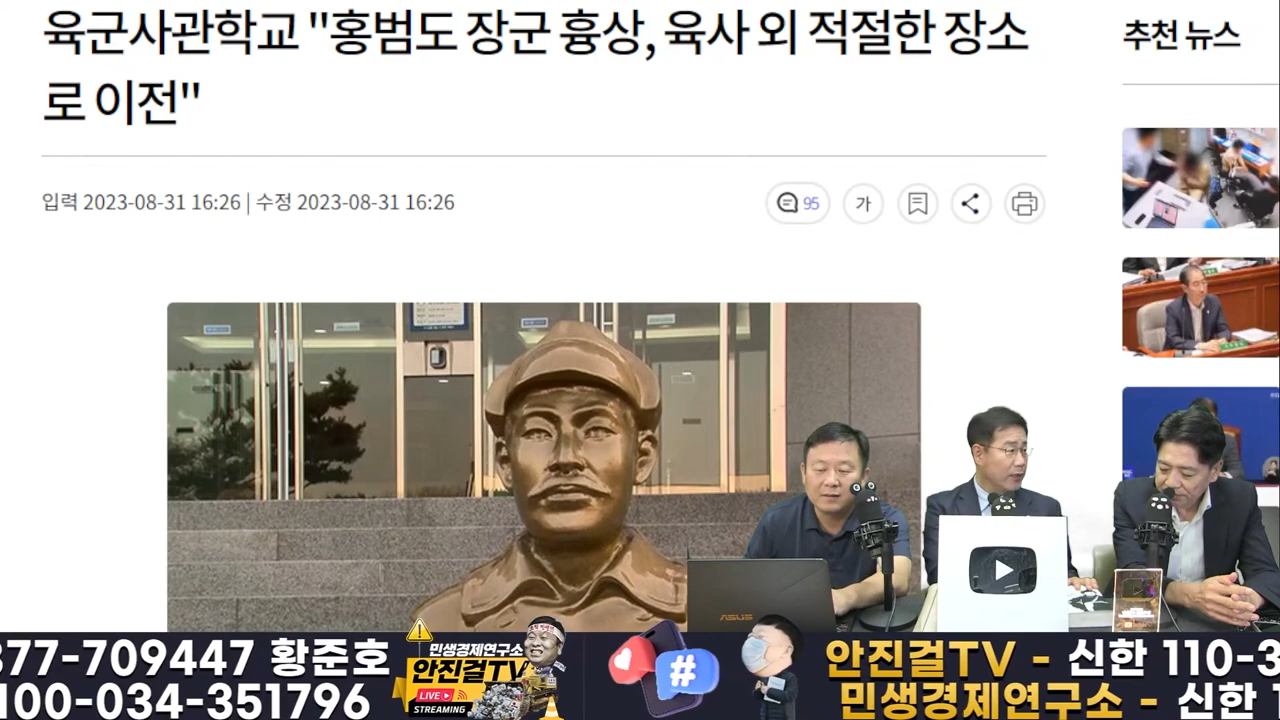 육군사관학교 "홍범도 장군 흉상, 육사 외 적절한 장소
로 이전"
추천 뉴스
입력 2023-08-31 16:26 | 수정 2023-08-31 16:26
95
가
ASUS
377-709447 황준호
100-034-351796
민생경제연구소
안진걸TV
LIVE
STREAMING
#
안진걸TV - 신한 110-3
민생경제연구소 - 신한